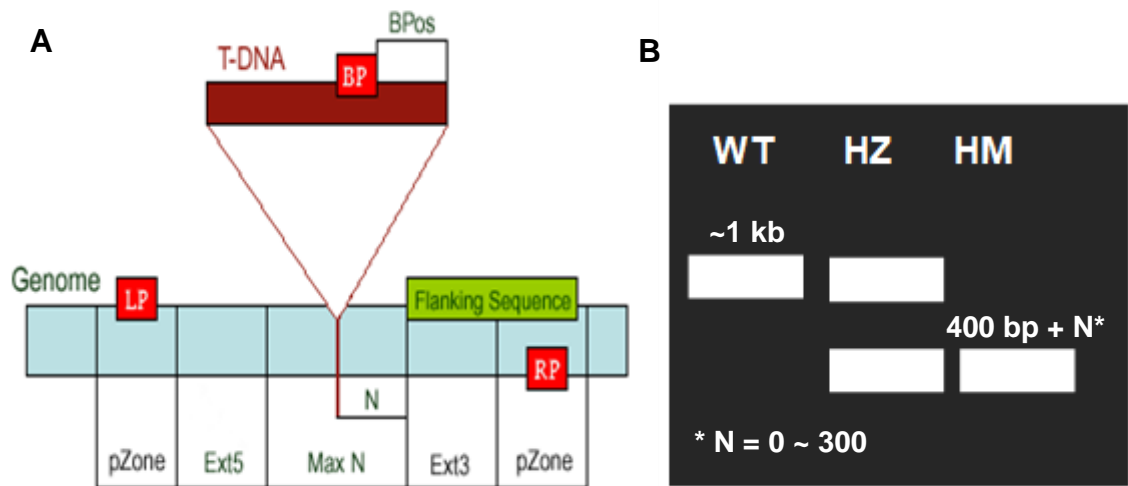 A
BPos
T-DNA
BP
Genome
LP
Flanking Sequence
RP
N
pZone Ext5 Max N Ext3 pZone
B
WT HZ HM
~1 kb
400 bp + N*
* N = 0 ~ 300